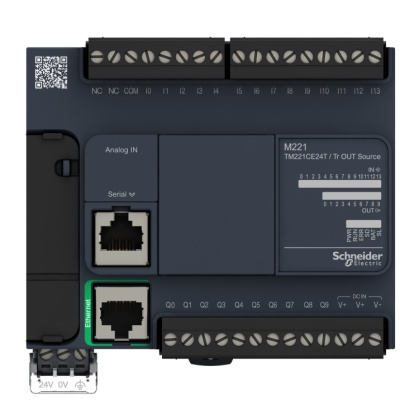 NC NC COM I0 I1 I2 I3 I4 I5 I6 I7 I8 I9 I10 I11 I12 I13
Analog IN
M221
TM221CE24T / Tr OUT Source
IN
0 1 2 3 4 5 6 7 8 9 10 11 12 13
Serial
0 1 2 3 4 5 6 7 8 9
OUT
PWR
RUN
ERR
SD
BAT
SL
Schneider
Electric
Ethernet
DC IN
Q0 Q1 Q2 Q3 Q4 Q5 Q6 Q7 Q8 Q9 V+ V+ V-
24V 0V